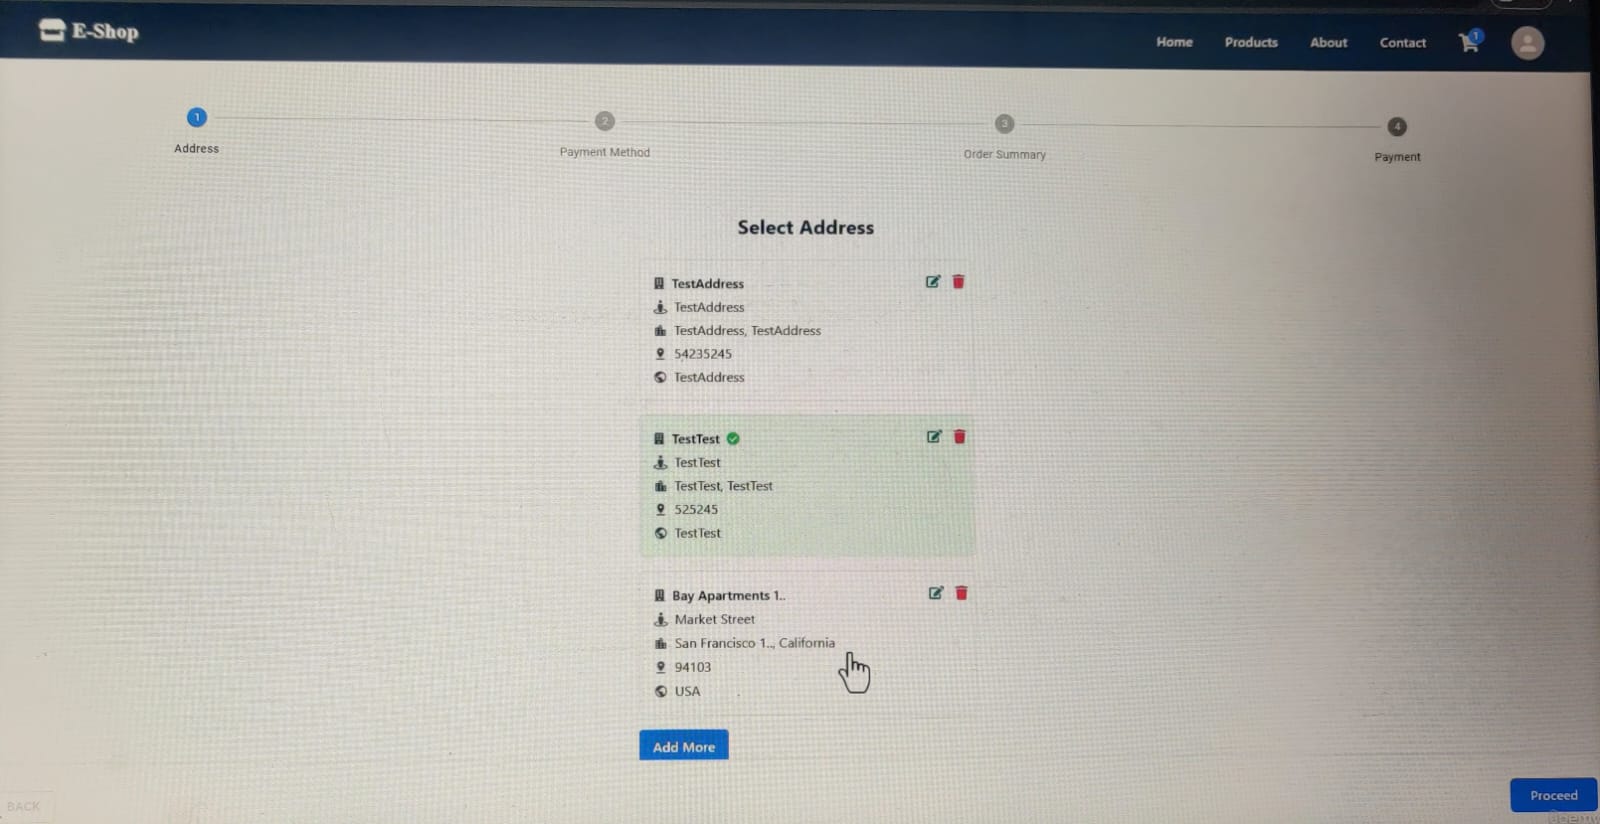 E-Shop
Home Products About Contact 1
1 2 3 4
Address Payment Method Order Summary Payment
Select Address
TestAddress
TestAddress
TestAddress, TestAddress
54235245
TestAddress
TestTest
TestTest
TestTest, TestTest
525245
TestTest
Bay Apartments 1..
Market Street
San Francisco 1.., California
94103
USA
Add More
BACK
Proceed